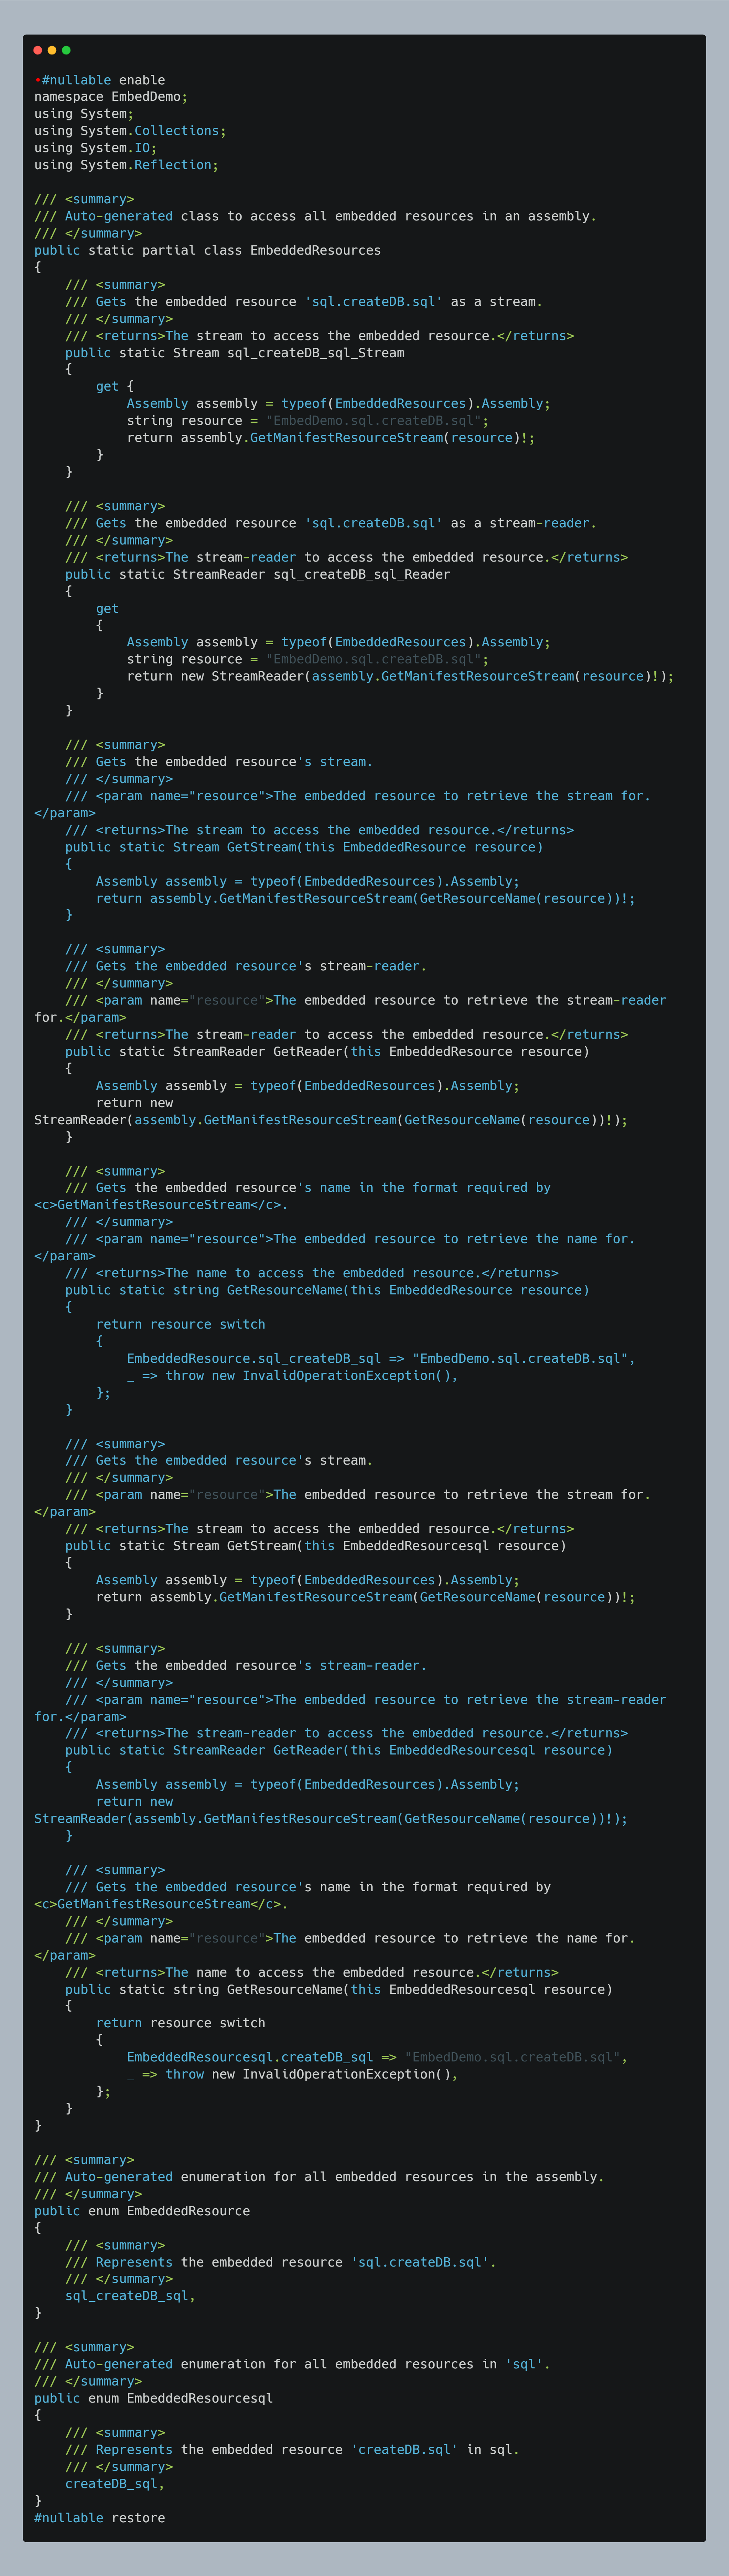 •#nullable enable
namespace EmbedDemo;
using System;
using System.Collections;
using System.IO;
using System.Reflection;

/// <summary>
/// Auto-generated class to access all embedded resources in an assembly.
/// </summary>
public static partial class EmbeddedResources
{
    /// <summary>
    /// Gets the embedded resource 'sql.createDB.sql' as a stream.
    /// </summary>
    /// <returns>The stream to access the embedded resource.</returns>
    public static Stream sql_createDB_sql_Stream
    {
        get {
            Assembly assembly = typeof(EmbeddedResources).Assembly;
            string resource = "EmbedDemo.sql.createDB.sql";
            return assembly.GetManifestResourceStream(resource)!;
        }
    }

    /// <summary>
    /// Gets the embedded resource 'sql.createDB.sql' as a stream-reader.
    /// </summary>
    /// <returns>The stream-reader to access the embedded resource.</returns>
    public static StreamReader sql_createDB_sql_Reader
    {
        get
        {
            Assembly assembly = typeof(EmbeddedResources).Assembly;
            string resource = "EmbedDemo.sql.createDB.sql";
            return new StreamReader(assembly.GetManifestResourceStream(resource)!);
        }
    }

    /// <summary>
    /// Gets the embedded resource's stream.
    /// </summary>
    /// <param name="resource">The embedded resource to retrieve the stream for.
</param>
    /// <returns>The stream to access the embedded resource.</returns>
    public static Stream GetStream(this EmbeddedResource resource)
    {
        Assembly assembly = typeof(EmbeddedResources).Assembly;
        return assembly.GetManifestResourceStream(GetResourceName(resource))!;
    }

    /// <summary>
    /// Gets the embedded resource's stream-reader.
    /// </summary>
    /// <param name="resource">The embedded resource to retrieve the stream-reader
for.</param>
    /// <returns>The stream-reader to access the embedded resource.</returns>
    public static StreamReader GetReader(this EmbeddedResource resource)
    {
        Assembly assembly = typeof(EmbeddedResources).Assembly;
        return new
StreamReader(assembly.GetManifestResourceStream(GetResourceName(resource))!);
    }

    /// <summary>
    /// Gets the embedded resource's name in the format required by
<c>GetManifestResourceStream</c>.
    /// </summary>
    /// <param name="resource">The embedded resource to retrieve the name for.
</param>
    /// <returns>The name to access the embedded resource.</returns>
    public static string GetResourceName(this EmbeddedResource resource)
    {
        return resource switch
        {
            EmbeddedResource.sql_createDB_sql => "EmbedDemo.sql.createDB.sql",
            _ => throw new InvalidOperationException(),
        };
    }

    /// <summary>
    /// Gets the embedded resource's stream.
    /// </summary>
    /// <param name="resource">The embedded resource to retrieve the stream for.
</param>
    /// <returns>The stream to access the embedded resource.</returns>
    public static Stream GetStream(this EmbeddedResourcesql resource)
    {
        Assembly assembly = typeof(EmbeddedResources).Assembly;
        return assembly.GetManifestResourceStream(GetResourceName(resource))!;
    }

    /// <summary>
    /// Gets the embedded resource's stream-reader.
    /// </summary>
    /// <param name="resource">The embedded resource to retrieve the stream-reader
for.</param>
    /// <returns>The stream-reader to access the embedded resource.</returns>
    public static StreamReader GetReader(this EmbeddedResourcesql resource)
    {
        Assembly assembly = typeof(EmbeddedResources).Assembly;
        return new
StreamReader(assembly.GetManifestResourceStream(GetResourceName(resource))!);
    }

    /// <summary>
    /// Gets the embedded resource's name in the format required by
<c>GetManifestResourceStream</c>.
    /// </summary>
    /// <param name="resource">The embedded resource to retrieve the name for.
</param>
    /// <returns>The name to access the embedded resource.</returns>
    public static string GetResourceName(this EmbeddedResourcesql resource)
    {
        return resource switch
        {
            EmbeddedResourcesql.createDB_sql => "EmbedDemo.sql.createDB.sql",
            _ => throw new InvalidOperationException(),
        };
    }
}

/// <summary>
/// Auto-generated enumeration for all embedded resources in the assembly.
/// </summary>
public enum EmbeddedResource
{
    /// <summary>
    /// Represents the embedded resource 'sql.createDB.sql'.
    /// </summary>
    sql_createDB_sql,
}

/// <summary>
/// Auto-generated enumeration for all embedded resources in 'sql'.
/// </summary>
public enum EmbeddedResourcesql
{
    /// <summary>
    /// Represents the embedded resource 'createDB.sql' in sql.
    /// </summary>
    createDB_sql,
}
#nullable restore